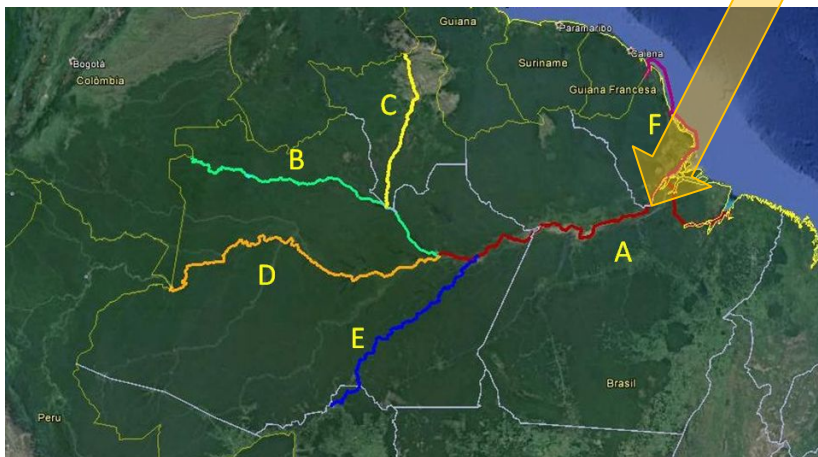 Guiana
Paramaribo
Caiena
Bogotá
Colômbia
Suriname
Guiana Francesa
C
F
B
A
D
E
Brasil
Peru